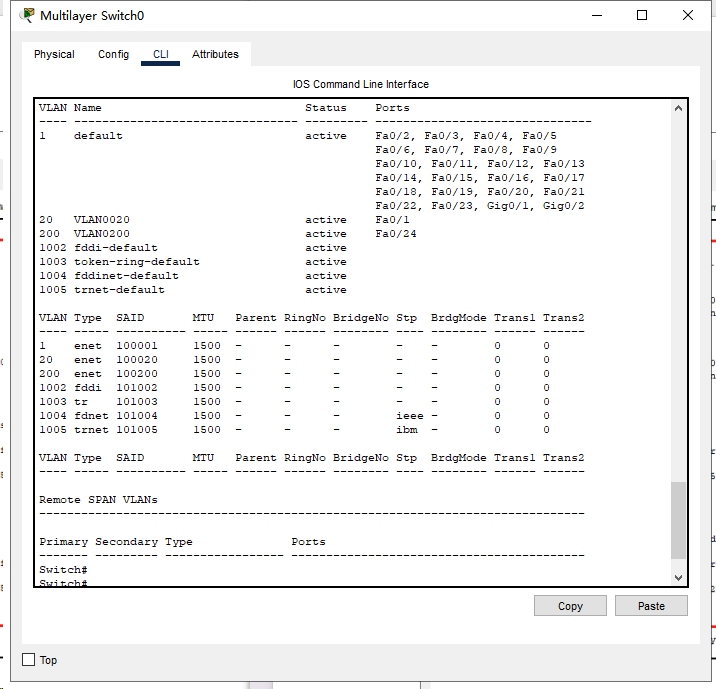 Multilayer Switch0
Physical Config CLI Attributes
IOS Command Line Interface
VLAN Name                             Status    Ports
---- -------------------------------- --------- -------------------------------
1    default                          active    Fa0/2, Fa0/3, Fa0/4, Fa0/5
                                                Fa0/6, Fa0/7, Fa0/8, Fa0/9
                                                Fa0/10, Fa0/11, Fa0/12, Fa0/13
                                                Fa0/14, Fa0/15, Fa0/16, Fa0/17
                                                Fa0/18, Fa0/19, Fa0/20, Fa0/21
                                                Fa0/22, Fa0/23, Gig0/1, Gig0/2
20   VLAN0020                         active    Fa0/1
200  VLAN0200                         active    Fa0/24
1002 fddi-default                     active
1003 token-ring-default               active
1004 fddinet-default                  active
1005 trnet-default                    active
VLAN Type  SAID       MTU   Parent RingNo BridgeNo Stp  BrdgMode Trans1 Trans2
---- ----- ---------- ----- ------ ------ -------- ---- -------- ------ ------
1    enet  100001     1500  -      -      -        -    -        0      0
20   enet  100020     1500  -      -      -        -    -        0      0
200  enet  100200     1500  -      -      -        -    -        0      0
1002 fddi  101002     1500  -      -      -        -    -        0      0
1003 tr    101003     1500  -      -      -        -    -        0      0
1004 fdnet 101004     1500  -      -      -        ieee -        0      0
1005 trnet 101005     1500  -      -      -        ibm  -        0      0
VLAN Type  SAID       MTU   Parent RingNo BridgeNo Stp  BrdgMode Trans1 Trans2
---- ----- ---------- ----- ------ ------ -------- ---- -------- ------ ------
Remote SPAN VLANs
------------------------------------------------------------------------------
Primary Secondary Type              Ports
------- --------- ----------------- ------------------------------------------
Switch#
Switch#
Copy Paste
Top